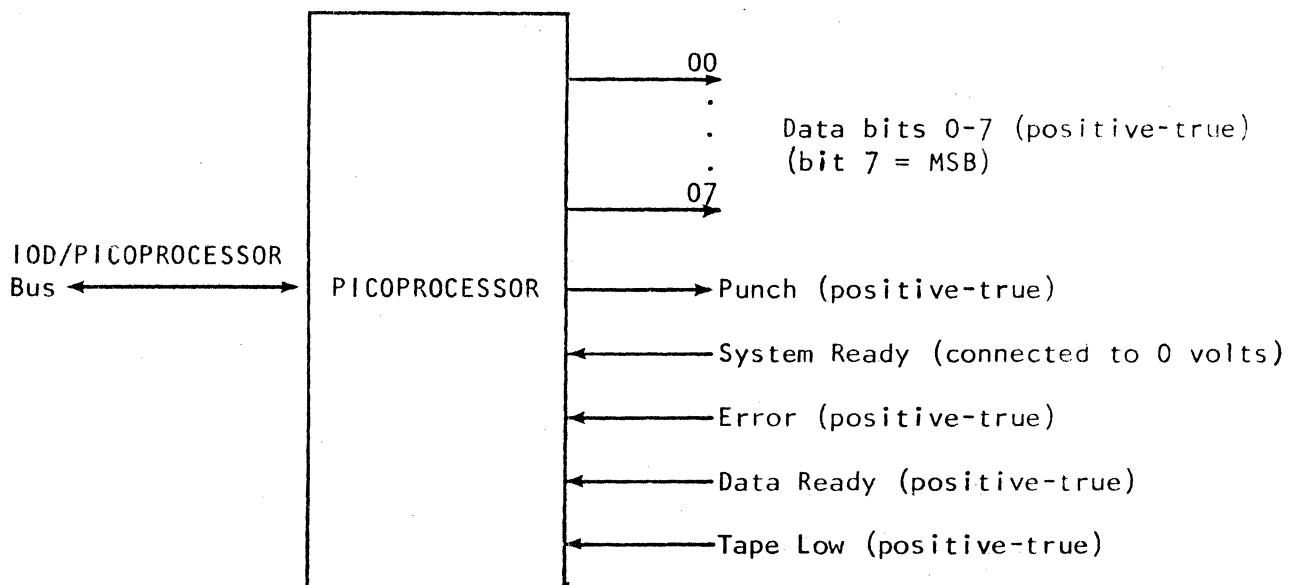 00
Data bits 0-7 (positive-true)
(bit 7 = MSB)
07
IOD/PICOPROCESSOR
Bus
PICOPROCESSOR
Punch (positive-true)
System Ready (connected to 0 volts)
Error (positive-true)
Data Ready (positive-true)
Tape Low (positive-true)